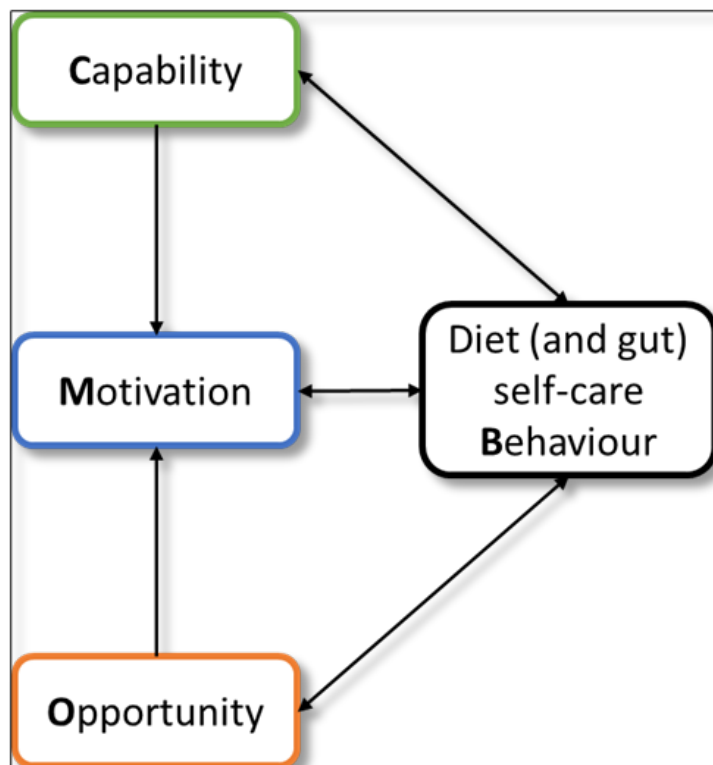 Capability
Motivation
Diet (and gut)
self-care
Behaviour
Opportunity